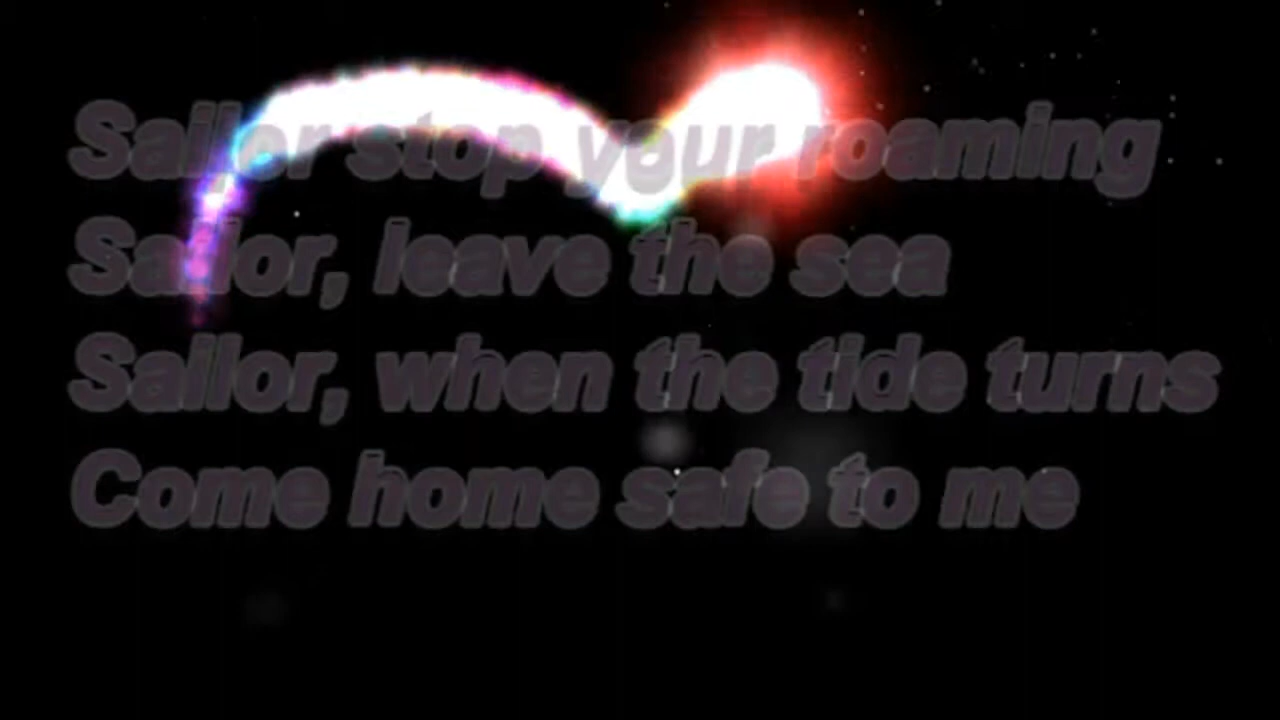 Sailor stop your roaming
Sailor, leave the sea
Sailor, when the tide turns
Come home safe to me